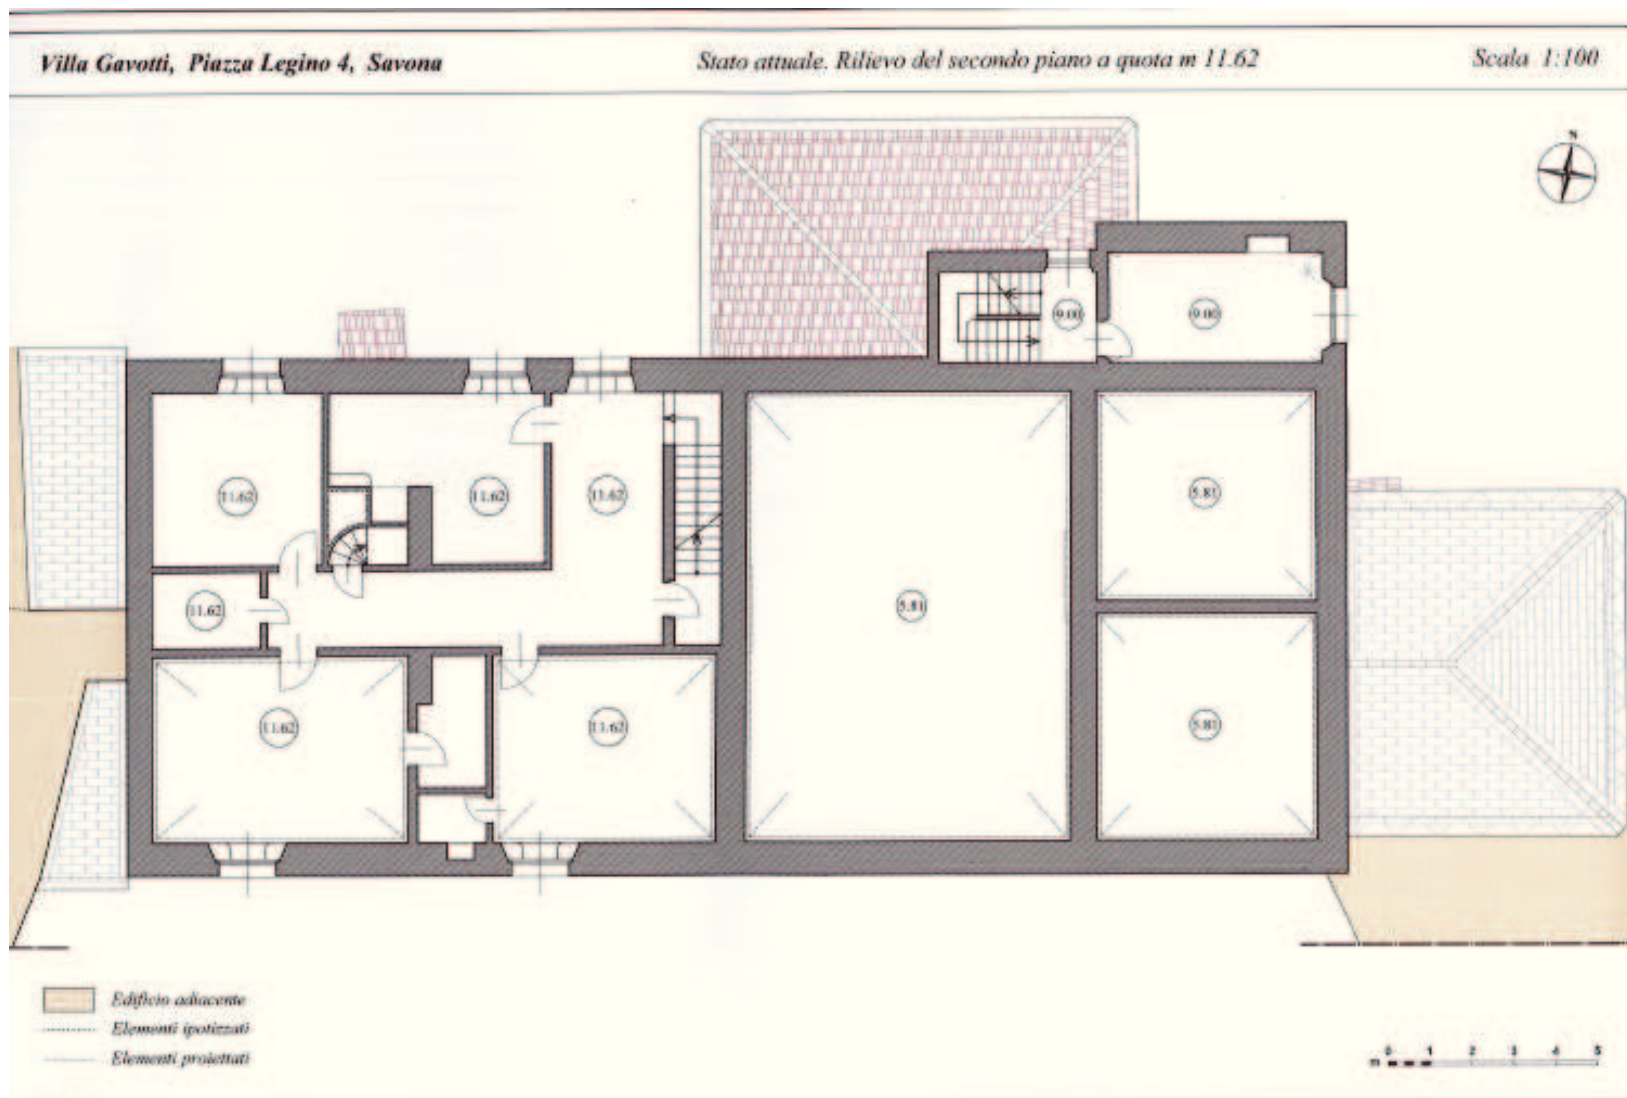 Villa Gavotti, Piazza Legino 4, Savona
Stato attuale. Rilievo del secondo piano a quota m 11.62
Scala 1:100
N
9.00
9.00
11.62
11.62
11.62
5.81
11.62
5.81
11.62
11.62
5.81
Edificio adiacente
Elementi ipotizzati
Elementi proiettati
m 0 1 2 3 4 5